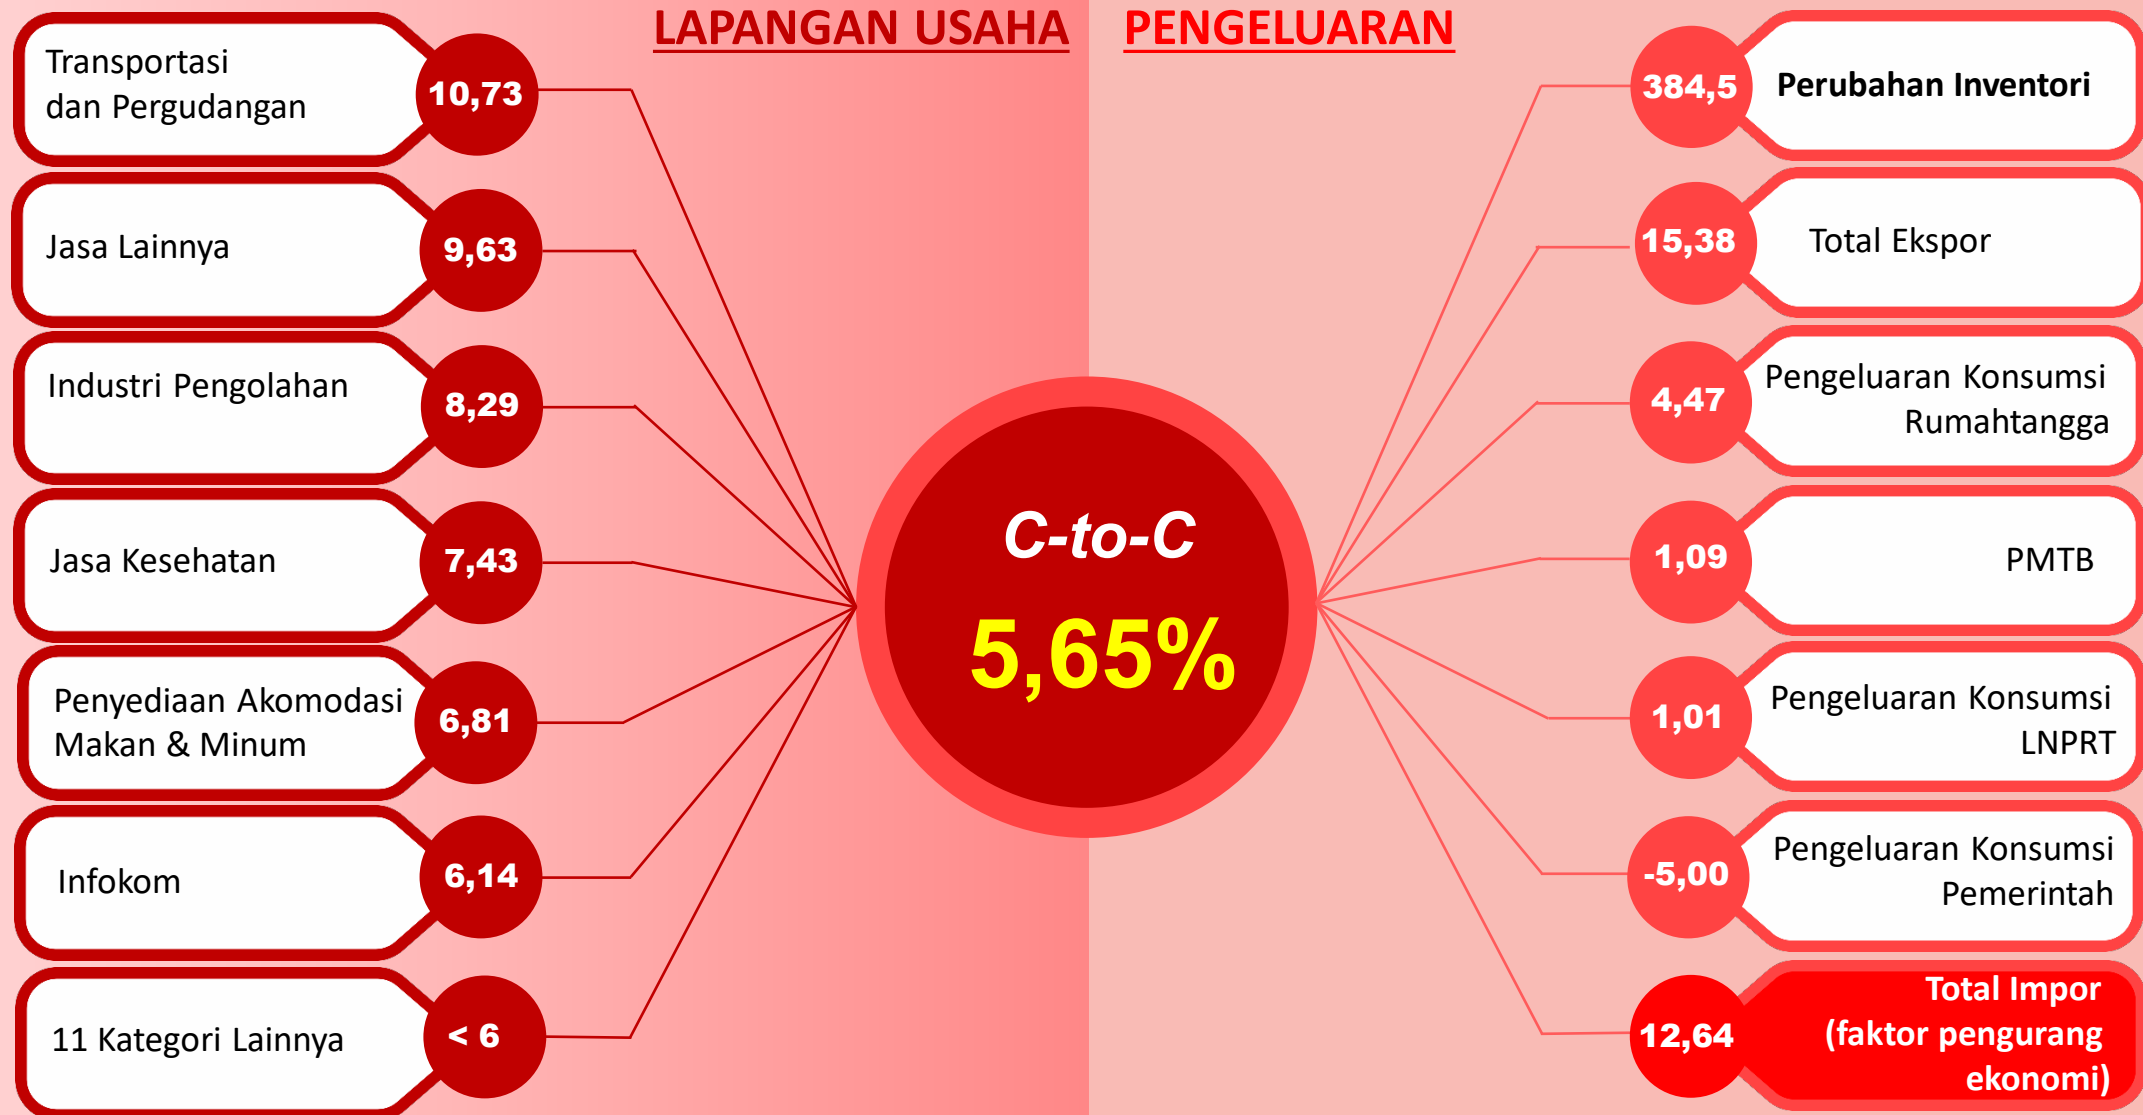 LAPANGAN USAHA
Transportasi
dan Pergudangan
10,73
Jasa Lainnya
9,63
Industri Pengolahan
8,29
Jasa Kesehatan
7,43
Penyediaan Akomodasi
Makan & Minum
6,81
Infokom
6,14
11 Kategori Lainnya
< 6
C-to-C
5,65%
PENGELUARAN
384,5
Perubahan Inventori
15,38
Total Ekspor
4,47
Pengeluaran Konsumsi
Rumahtangga
1,09
PMTB
1,01
Pengeluaran Konsumsi
LNPRT
-5,00
Pengeluaran Konsumsi
Pemerintah
12,64
Total Impor
(faktor pengurang
ekonomi)